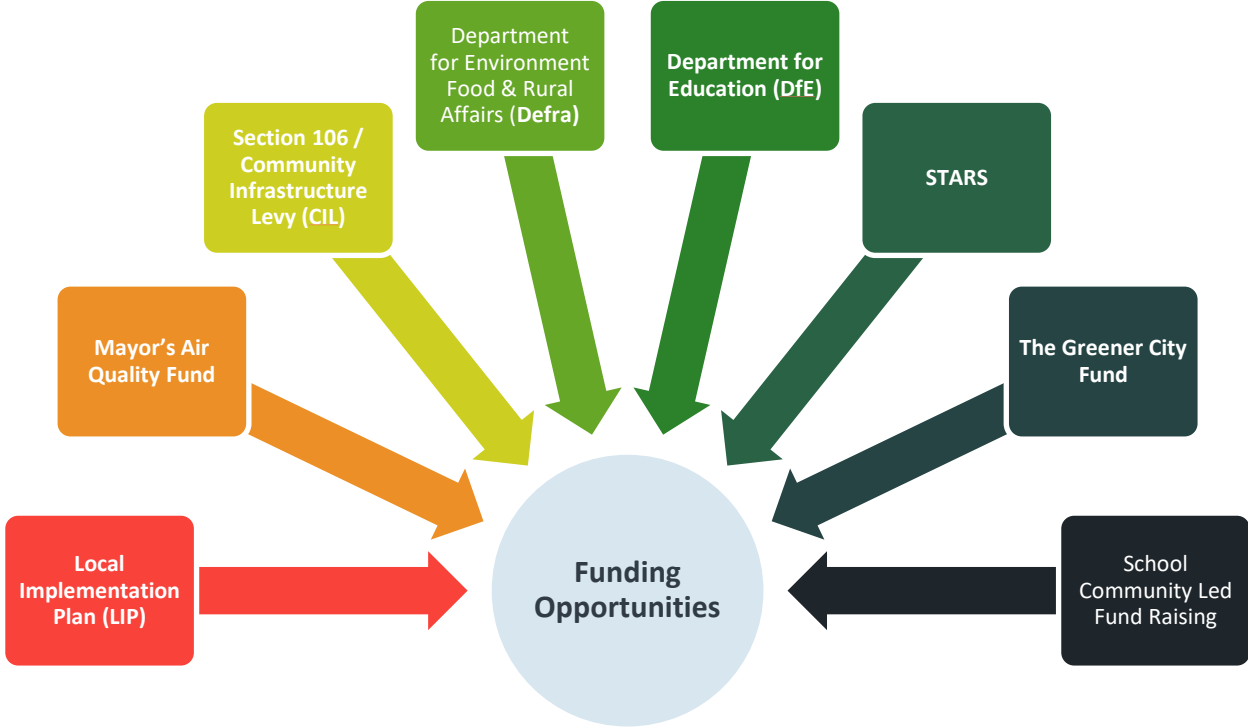 Department
for Environment
Food & Rural
Affairs (Defra)
Department for
Education (DfE)
Section 106 /
Community
Infrastructure
Levy (CIL)
STARS
Mayor’s Air
Quality Fund
The Greener City
Fund
Local
Implementation
Plan (LIP)
Funding
Opportunities
School
Community Led
Fund Raising